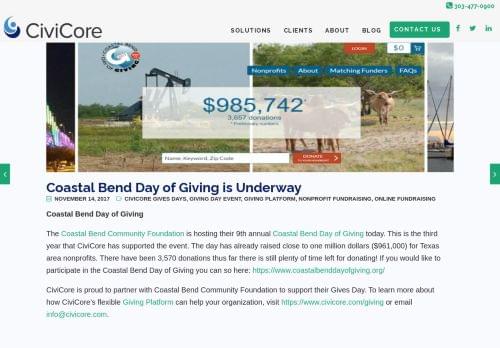 303-477-0900
CiviCore
SOLUTIONS CLIENTS ABOUT BLOG CONTACT US
COASTAL BEND DAY OF GIVING
LOGIN $0
Nonprofits About Matching Funders FAQs
$985,742
3,657 donations
* Preliminary numbers
Name, Keyword, Zip Code
DONATE
Coastal Bend Day of Giving is Underway
NOVEMBER 14, 2017 CIVICORE GIVES DAYS, GIVING DAY EVENT, GIVING PLATFORM, NONPROFIT FUNDRAISING, ONLINE FUNDRAISING
Coastal Bend Day of Giving
The Coastal Bend Community Foundation is hosting their 9th annual Coastal Bend Day of Giving today. This is the third
year that CiviCore has supported the event. The day has already raised close to one million dollars ($961,000) for Texas
area nonprofits. There have been 3,570 donations thus far there is still plenty of time left for donating! If you would like to
participate in the Coastal Bend Day of Giving you can so here: https://www.coastalbenddayofgiving.org/
CiviCore is proud to partner with Coastal Bend Community Foundation to support their Gives Day. To learn more about
how CiviCore's flexible Giving Platform can help your organization, visit https://www.civicore.com/giving or email
info@civicore.com.